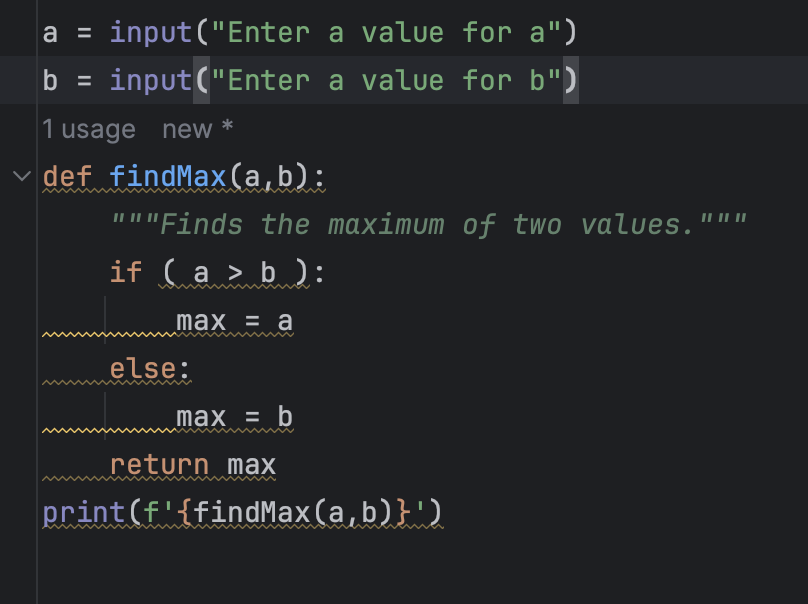 a = input("Enter a value for a")
b = input("Enter a value for b")
1 usage   new *
def findMax(a,b):
    """Finds the maximum of two values."""
    if ( a > b ):
        max = a
    else:
        max = b
    return max
print(f'{findMax(a,b)}')